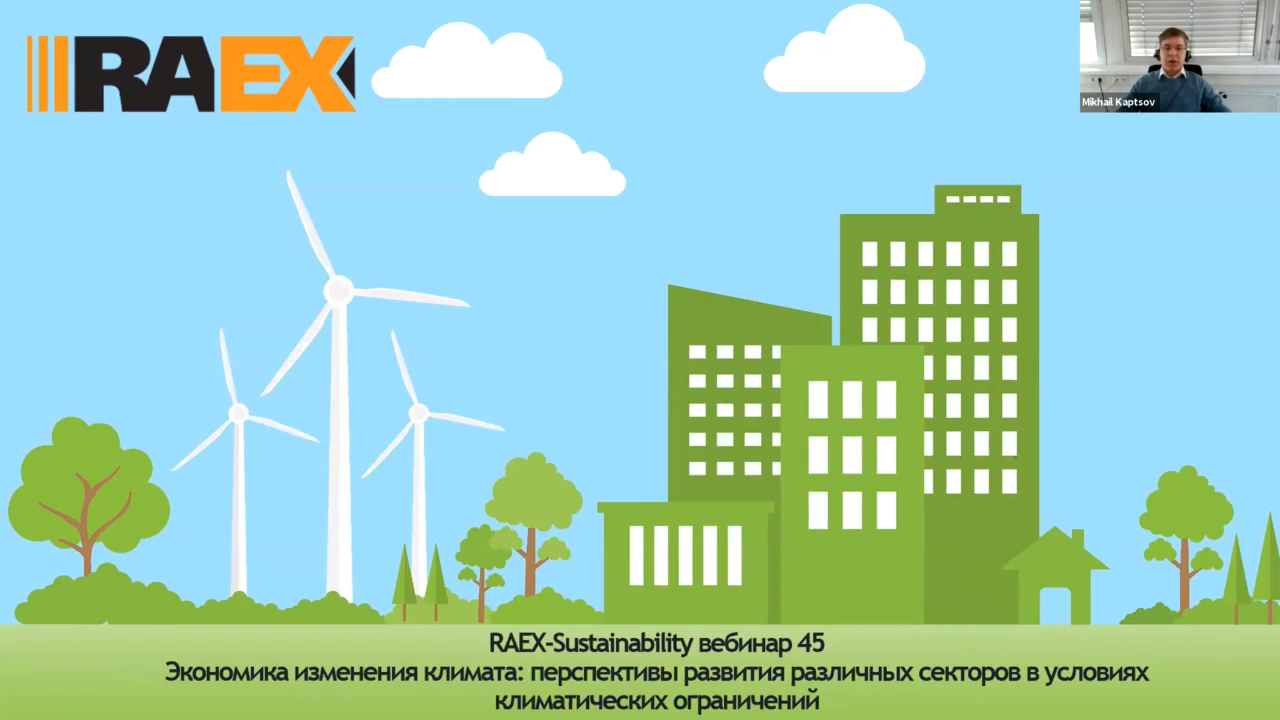 RAEX
Mikhail Kaptsov
RAEX-Sustainability вебинар 45
Экономика изменения климата: перспективы развития различных секторов в условиях
климатических ограничений